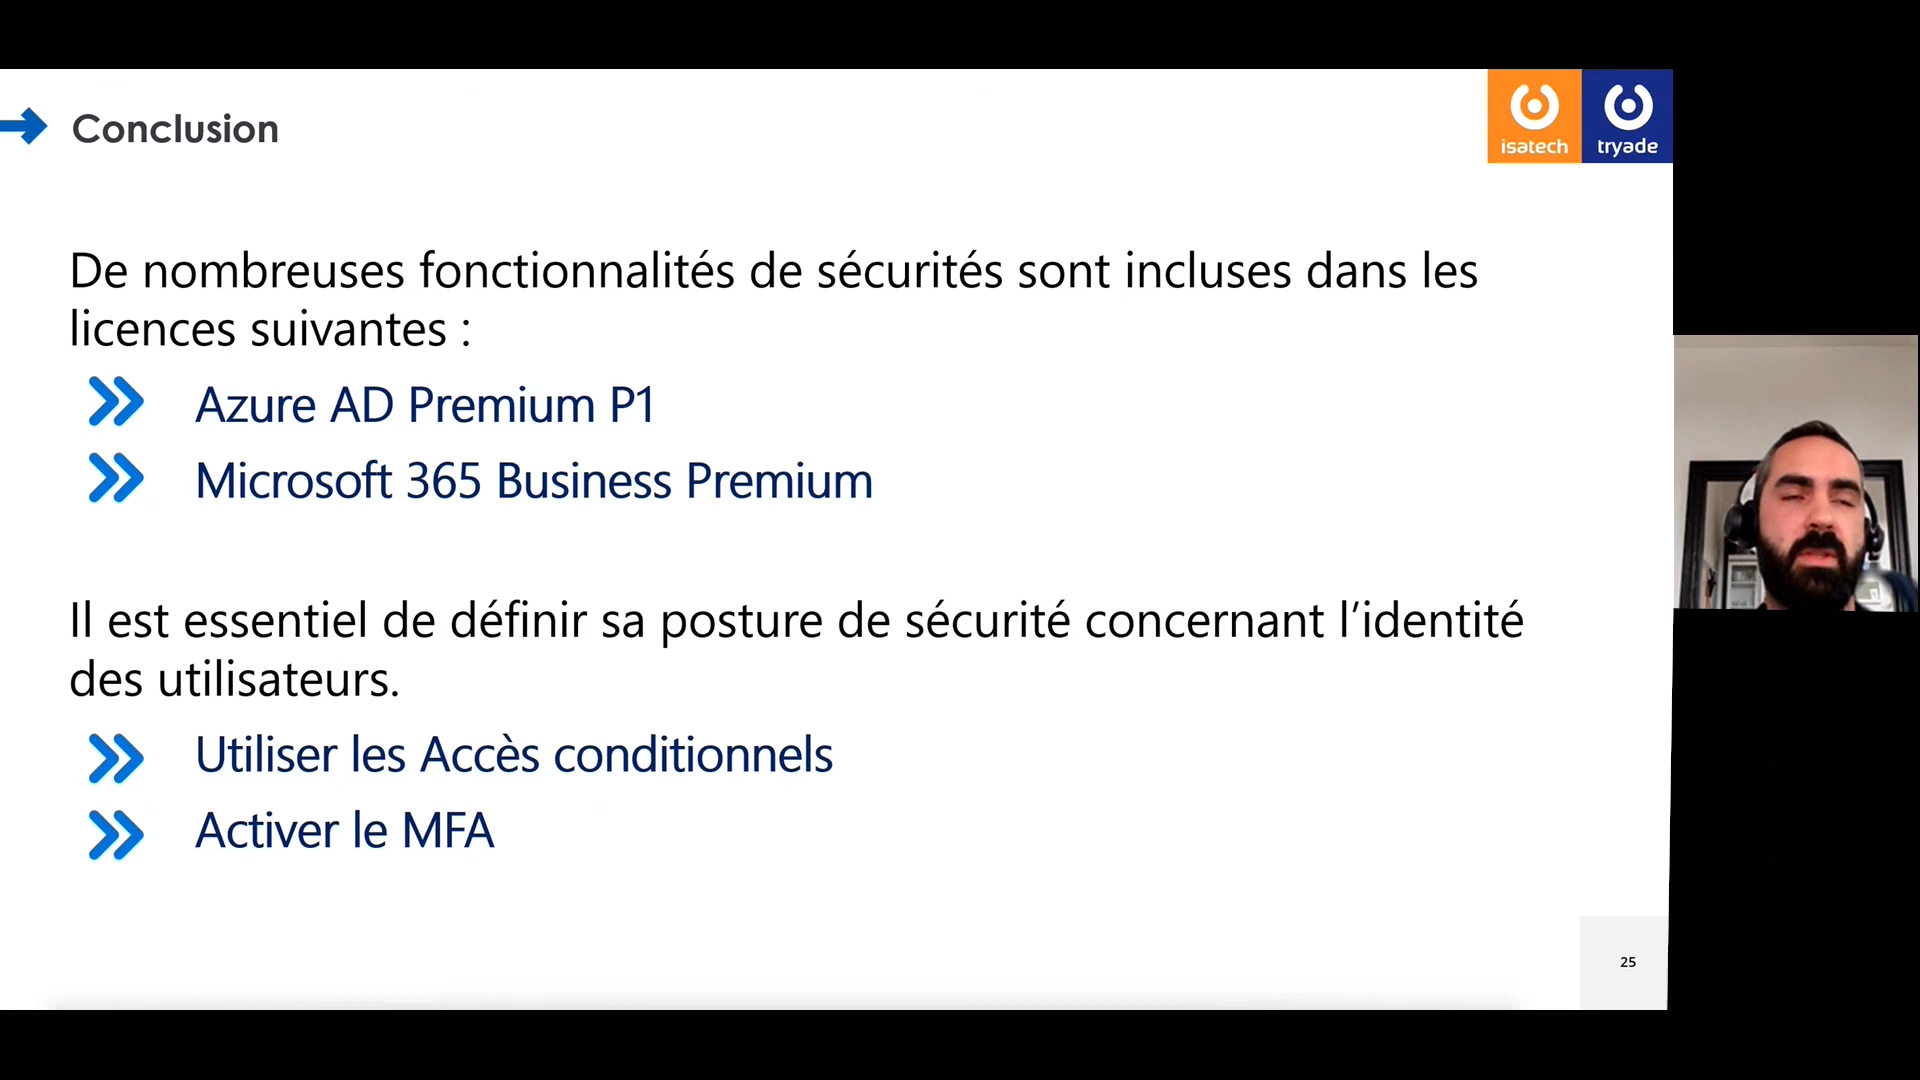 Conclusion
isatech
tryade
De nombreuses fonctionnalités de sécurités sont incluses dans les
licences suivantes :
Azure AD Premium P1
Microsoft 365 Business Premium
Il est essentiel de définir sa posture de sécurité concernant l’identité
des utilisateurs.
Utiliser les Accès conditionnels
Activer le MFA
25